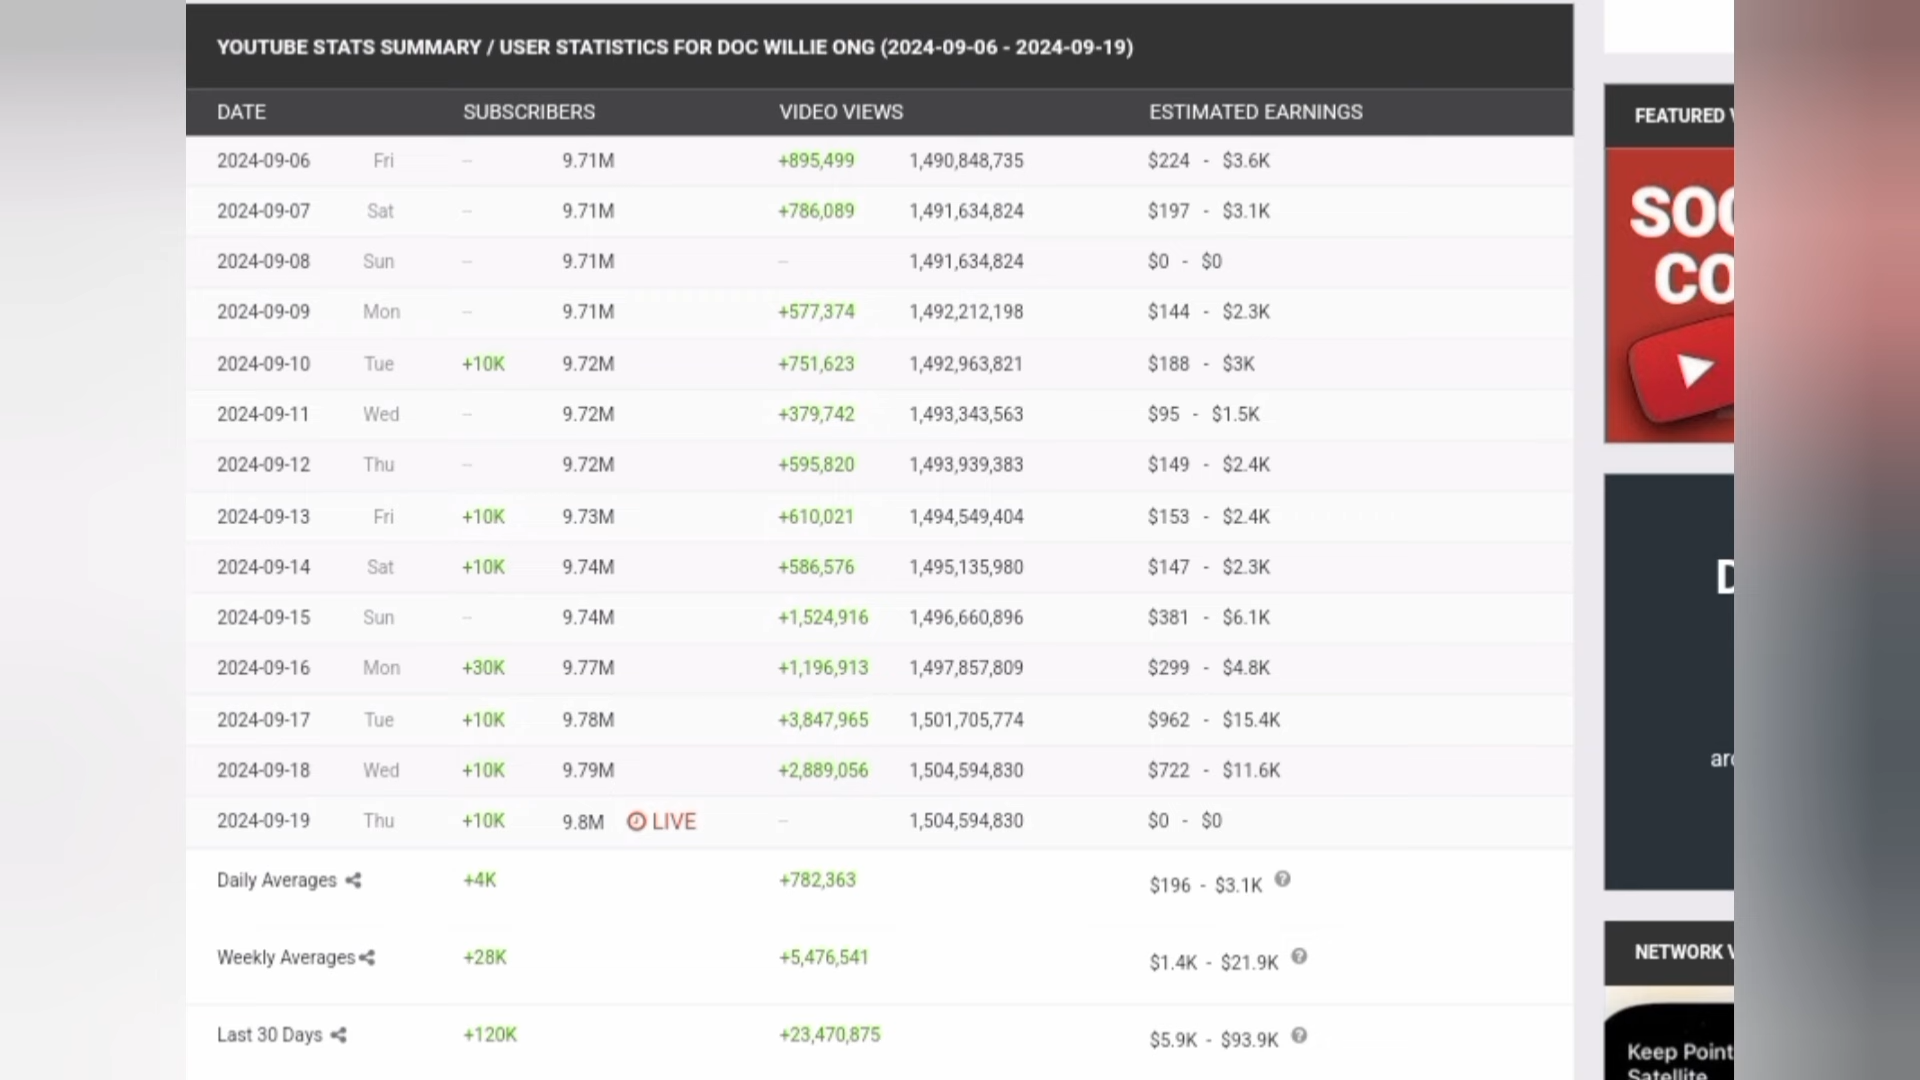 YOUTUBE STATS SUMMARY / USER STATISTICS FOR DOC WILLIE ONG (2024-09-06 - 2024-09-19)
DATE SUBSCRIBERS VIDEO VIEWS ESTIMATED EARNINGS
2024-09-06 Fri -- 9.71M +895,499 1,490,848,735 $224 - $3.6K
2024-09-07 Sat -- 9.71M +786,089 1,491,634,824 $197 - $3.1K
2024-09-08 Sun -- 9.71M -- 1,491,634,824 $0 - $0
2024-09-09 Mon -- 9.71M +577,374 1,492,212,198 $144 - $2.3K
2024-09-10 Tue +10K 9.72M +751,623 1,492,963,821 $188 - $3K
2024-09-11 Wed -- 9.72M +379,742 1,493,343,563 $95 - $1.5K
2024-09-12 Thu -- 9.72M +595,820 1,493,939,383 $149 - $2.4K
2024-09-13 Fri +10K 9.73M +610,021 1,494,549,404 $153 - $2.4K
2024-09-14 Sat +10K 9.74M +586,576 1,495,135,980 $147 - $2.3K
2024-09-15 Sun -- 9.74M +1,524,916 1,496,660,896 $381 - $6.1K
2024-09-16 Mon +30K 9.77M +1,196,913 1,497,857,809 $299 - $4.8K
2024-09-17 Tue +10K 9.78M +3,847,965 1,501,705,774 $962 - $15.4K
2024-09-18 Wed +10K 9.79M +2,889,056 1,504,594,830 $722 - $11.6K
2024-09-19 Thu +10K 9.8M LIVE -- 1,504,594,830 $0 - $0
Daily Averages +4K +782,363 $196 - $3.1K
Weekly Averages +28K +5,476,541 $1.4K - $21.9K
Last 30 Days +120K +23,470,875 $5.9K - $93.9K
FEATURED
SOC
CO
D
arc
NETWORK
Keep Point
Satellite